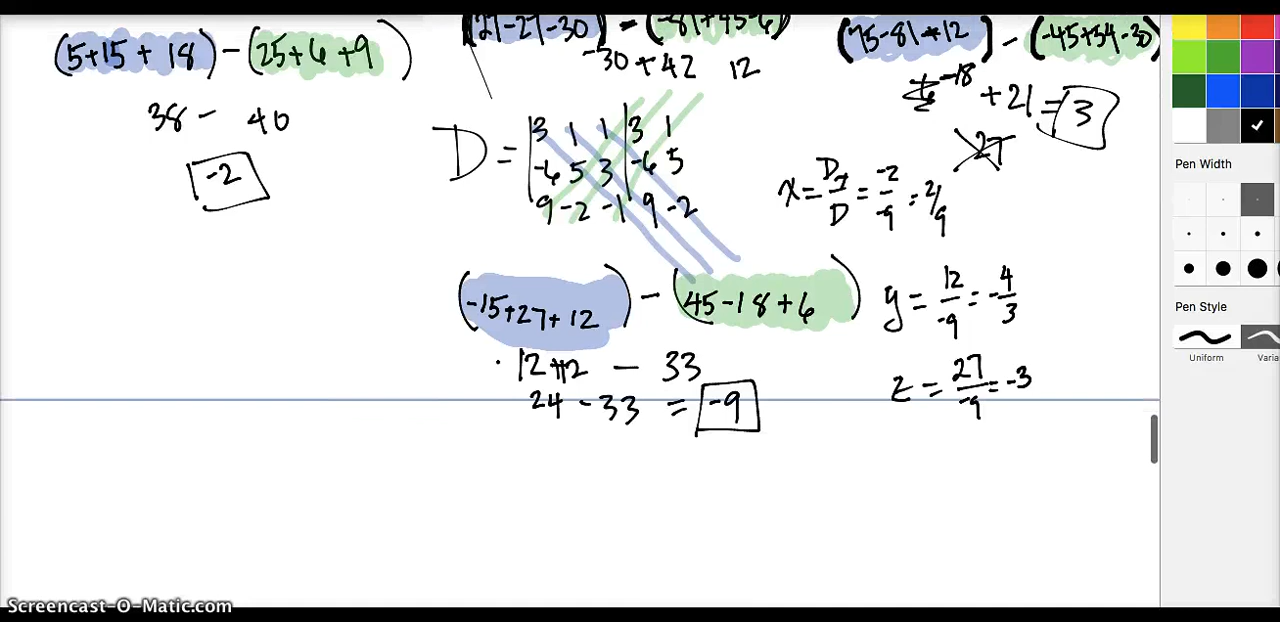 (5+15+18)-(25+6+9)
38 - 40
-2
(27-27-30) - (-81+45-6)
-30 + 42 12
(75-81+12) - (-45+54-30)
-18 + 21 = 3
27
D = |3 1 1|3 1
-6 5 3 -6 5
9 -2 -1 9 -2
(-15+27+12) - (45-18+6)
12+12 - 33
24 - 33 = -9
x = Dx/D = -2/-9 = 2/9
y = 12/-9 = -4/3
z = 27/-9 = -3
Pen Width
Pen Style
Uniform
Varia
Screencast-O-Matic.com